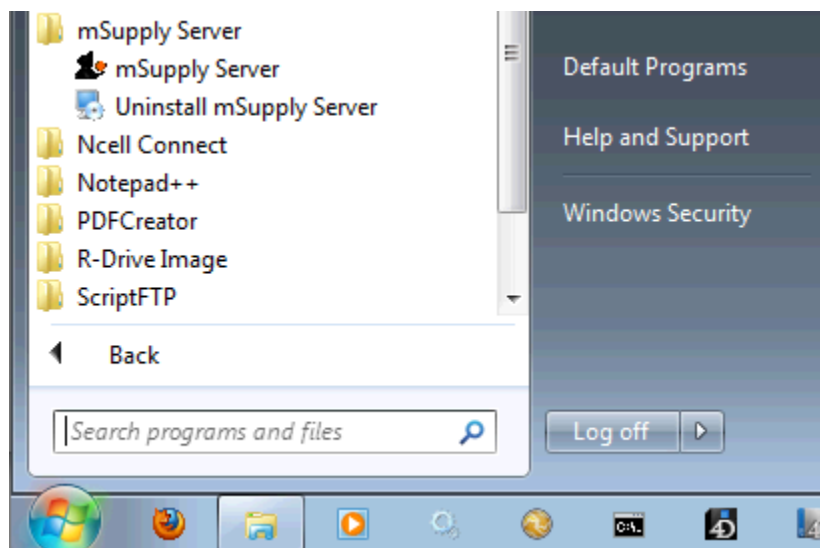 mSupply Server
mSupply Server
Uninstall mSupply Server
Ncell Connect
Notepad++
PDFCreator
R-Drive Image
ScriptFTP
Back
Search programs and files
Default Programs
Help and Support
Windows Security
Log off
C:\.
4D